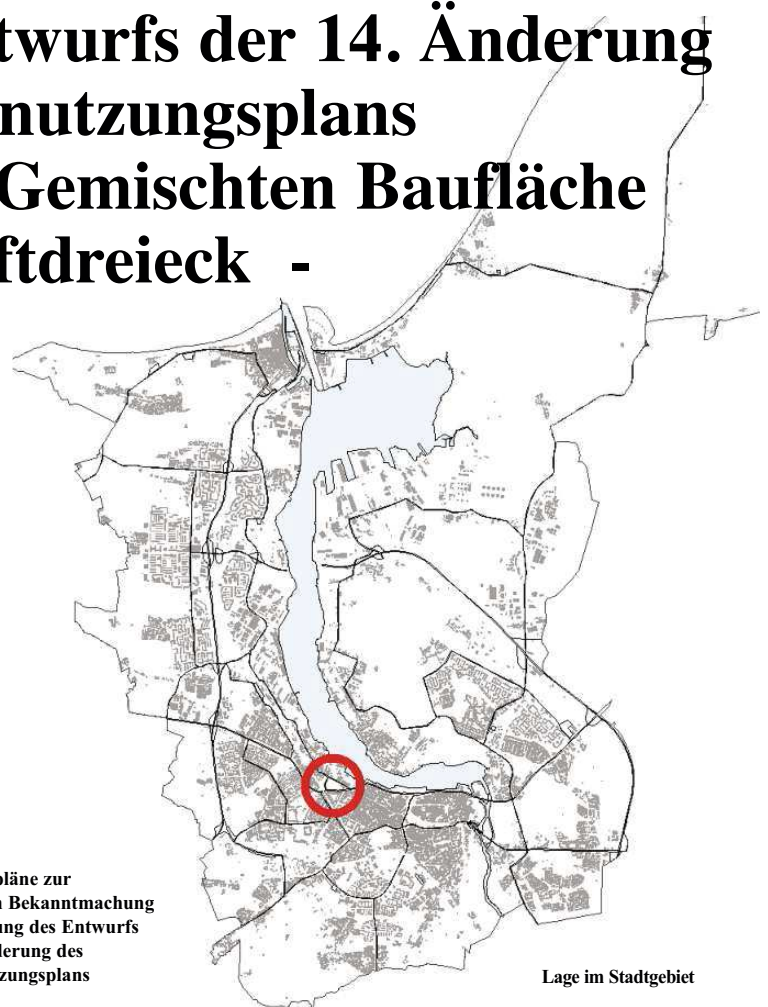 twurfs der 14. Änderung
nutzungsplans
Gemischten Baufläche
ftdreieck -
pläne zur
n Bekanntmachung
ung des Entwurfs
derung des
zungsplans
Lage im Stadtgebiet